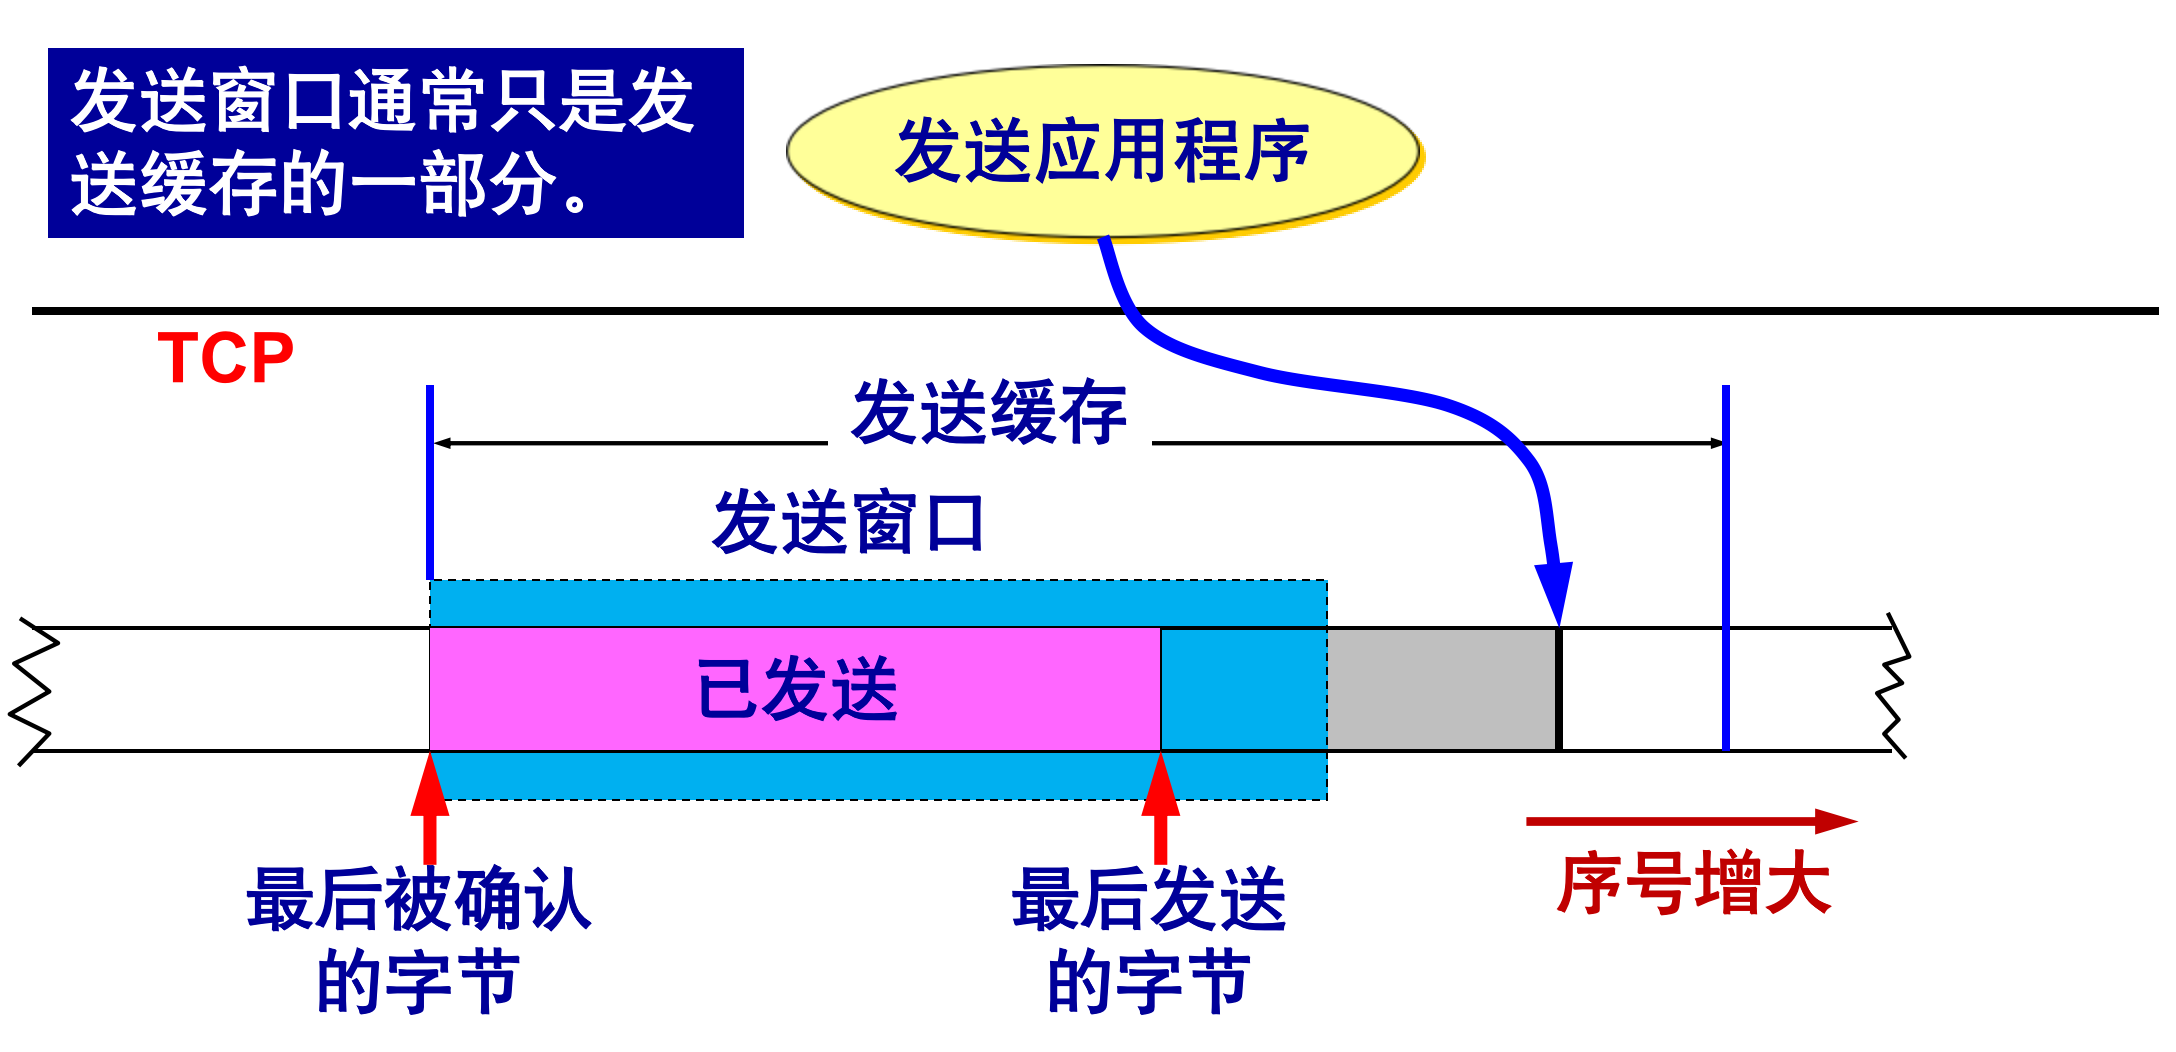 发送窗口通常只是发
送缓存的一部分。
发送应用程序
TCP
发送缓存
发送窗口
已发送
最后被确认
的字节
最后发送
的字节
序号增大